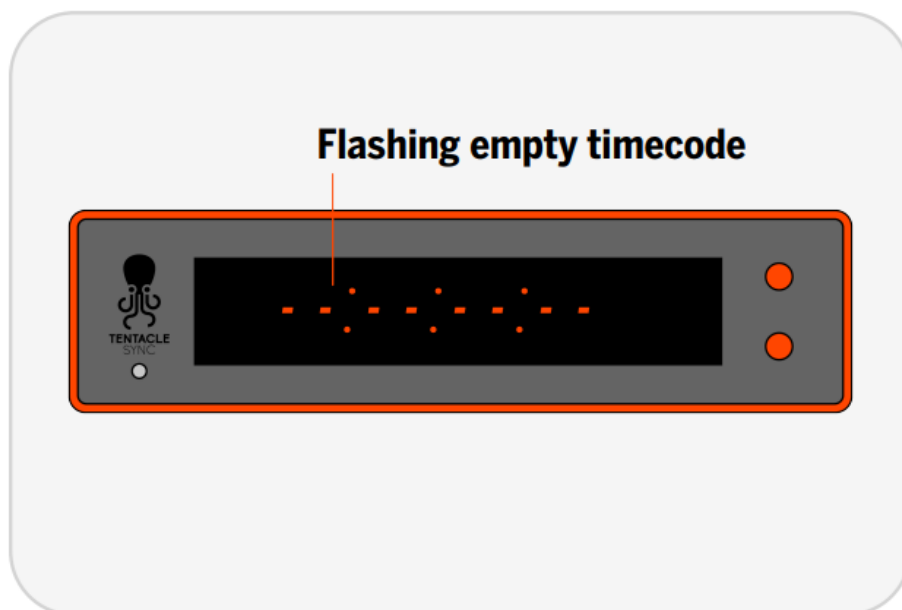 Flashing empty timecode
- -:- -:- -:- -
TENTACLE
SYNC